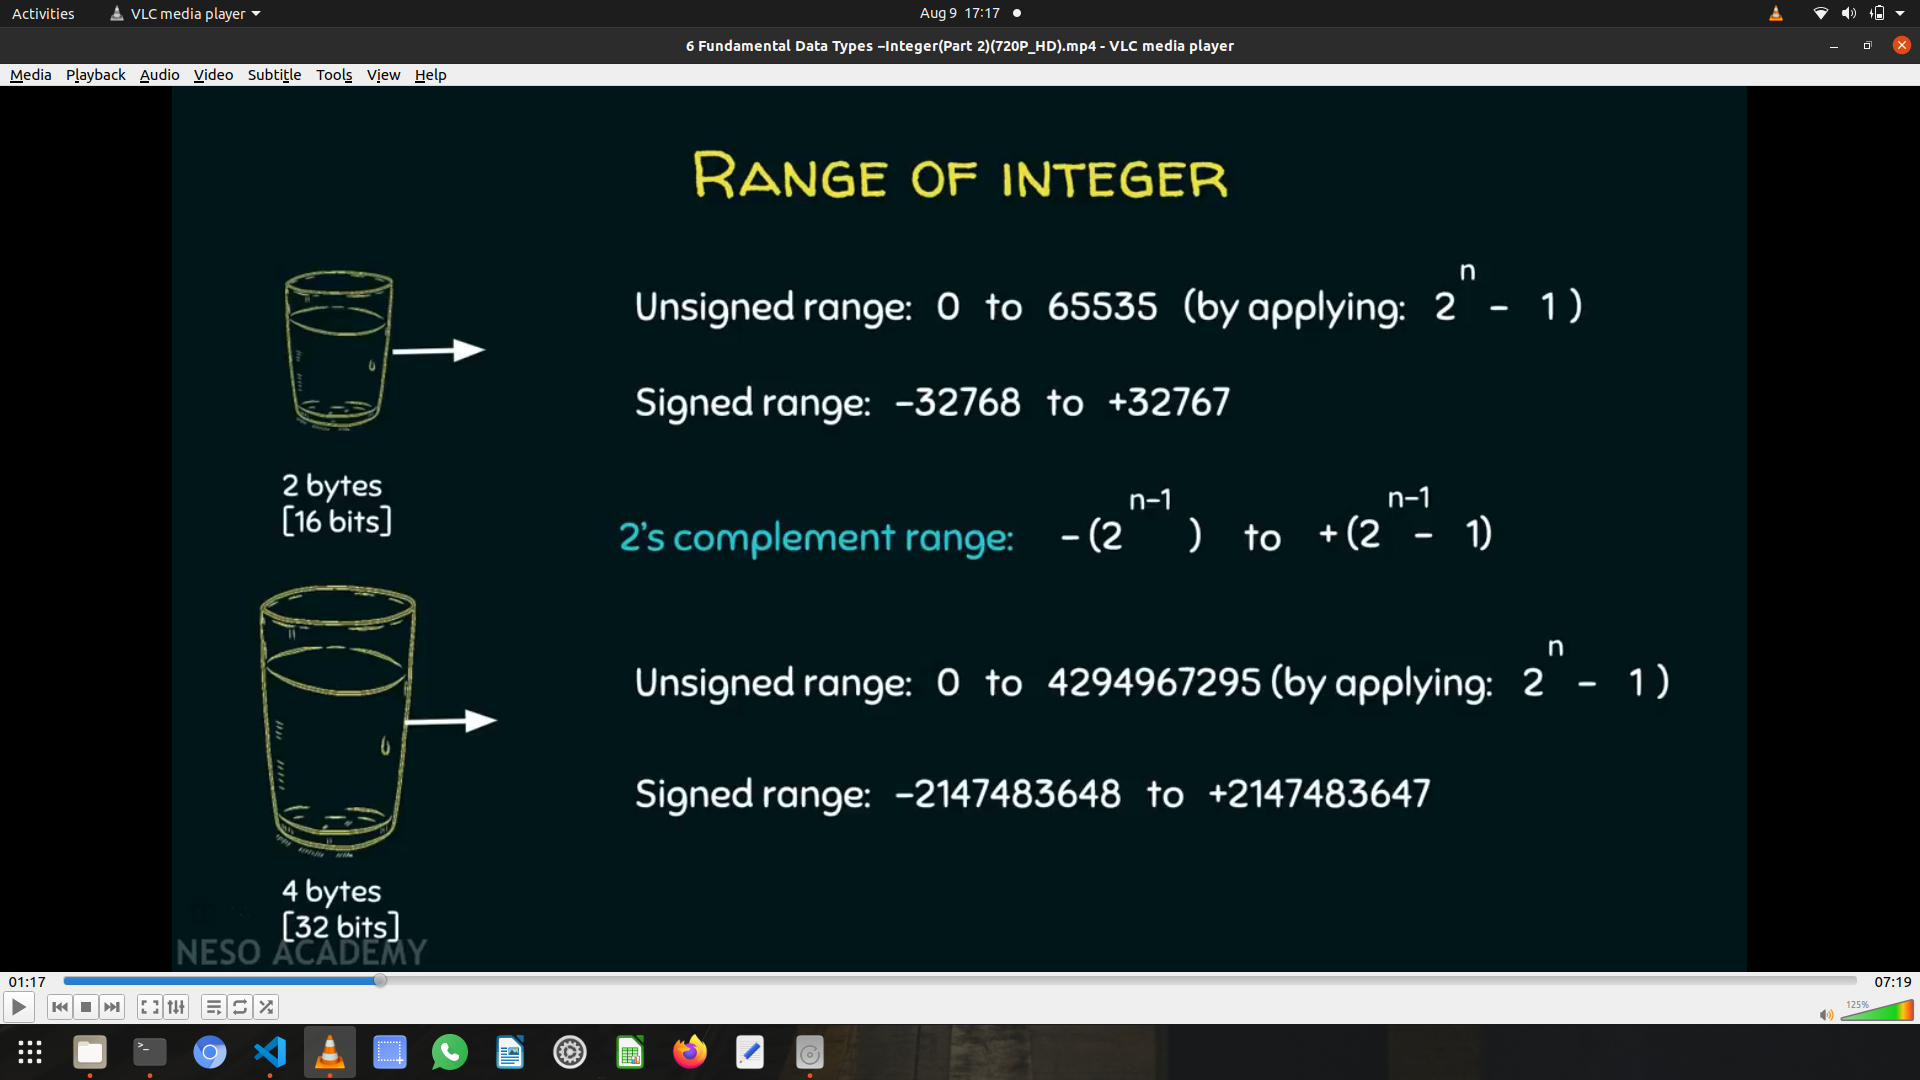 Activities VLC media player Aug 9 17:17
6 Fundamental Data Types –Integer(Part 2)(720P_HD).mp4 - VLC media player
Media Playback Audio Video Subtitle Tools View Help
RANGE OF INTEGER
Unsigned range: 0 to 65535 (by applying: 2ⁿ – 1 )
Signed range: –32768 to +32767
2 bytes
[16 bits]
2's complement range: – (2ⁿ⁻¹ ) to + (2ⁿ⁻¹ – 1)
Unsigned range: 0 to 4294967295 (by applying: 2ⁿ – 1 )
Signed range: –2147483648 to +2147483647
4 bytes
[32 bits]
NESO ACADEMY
01:17 07:19
125%